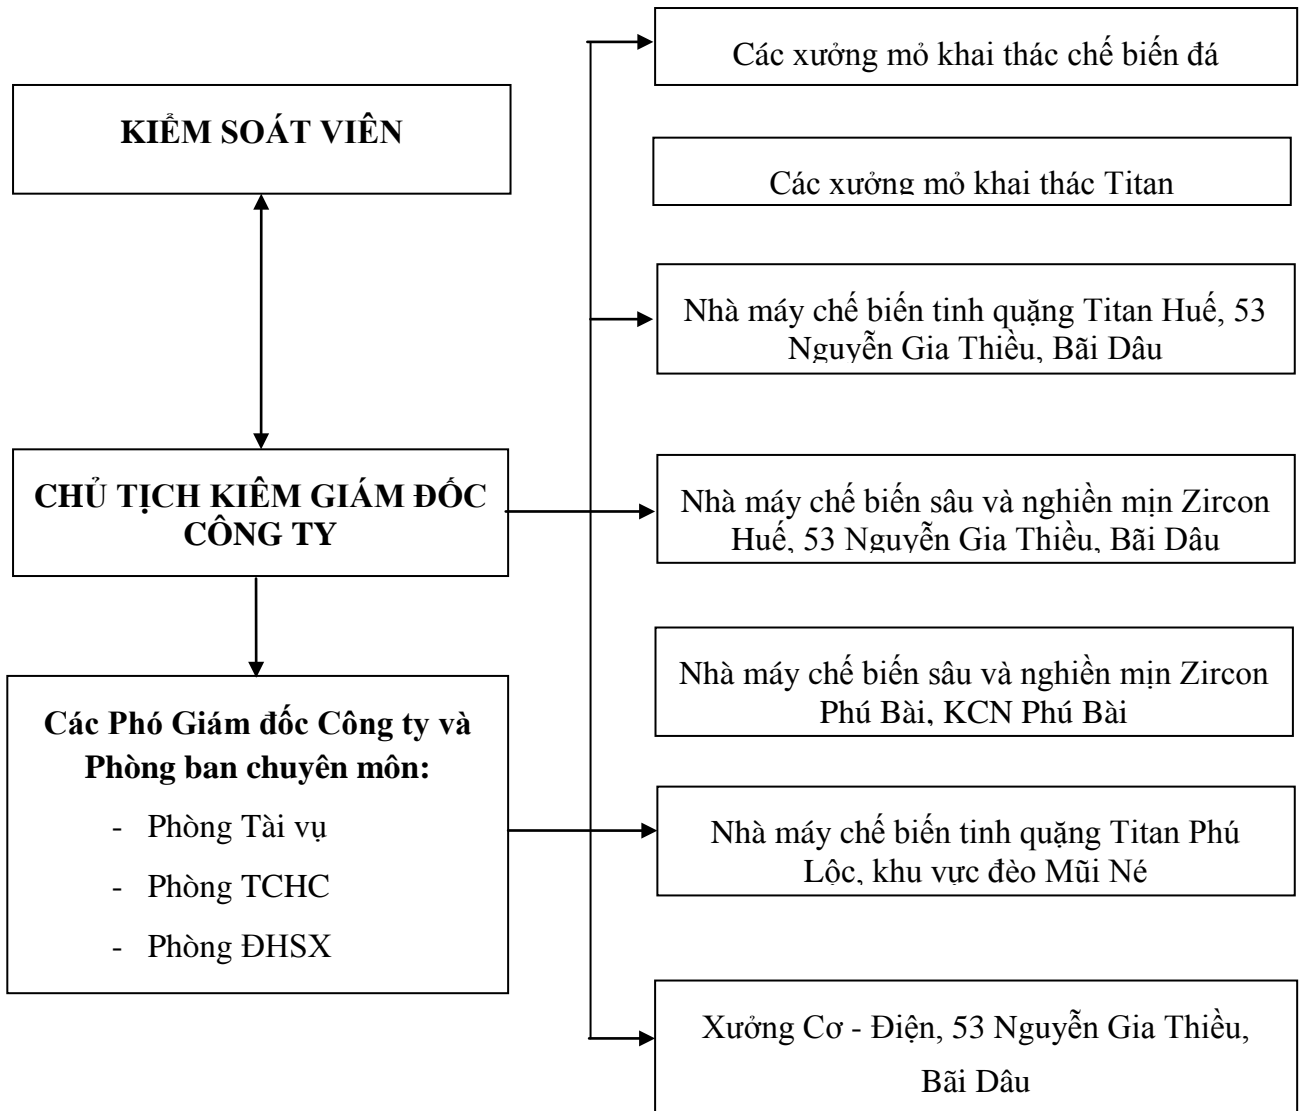 KIỂM SOÁT VIÊN
CHỦ TỊCH KIÊM GIÁM ĐỐC
CÔNG TY
Các Phó Giám đốc Công ty và
Phòng ban chuyên môn:
- Phòng Tài vụ
- Phòng TCHC
- Phòng ĐHSX
Các xưởng mỏ khai thác chế biến đá
Các xưởng mỏ khai thác Titan
Nhà máy chế biến tinh quặng Titan Huế, 53
Nguyễn Gia Thiều, Bãi Dâu
Nhà máy chế biến sâu và nghiền mịn Zircon
Huế, 53 Nguyễn Gia Thiều, Bãi Dâu
Nhà máy chế biến sâu và nghiền mịn Zircon
Phú Bài, KCN Phú Bài
Nhà máy chế biến tinh quặng Titan Phú
Lộc, khu vực đèo Mũi Né
Xưởng Cơ - Điện, 53 Nguyễn Gia Thiều,
Bãi Dâu